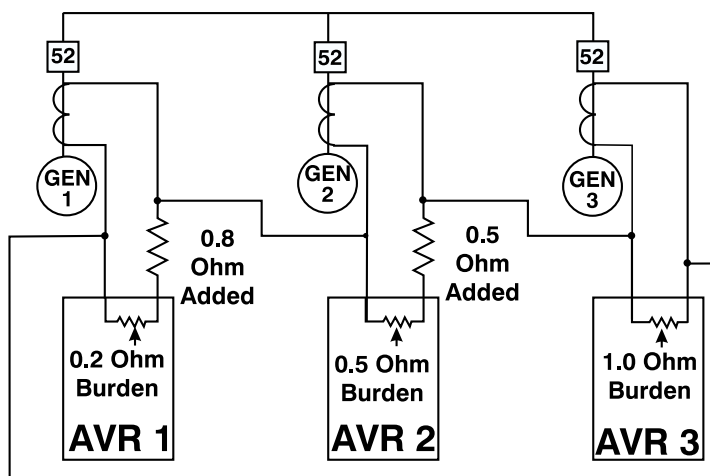 52
52
52
GEN
1
GEN
2
GEN
3
0.8
Ohm
Added
0.5
Ohm
Added
0.2 Ohm
Burden
AVR 1
0.5 Ohm
Burden
AVR 2
1.0 Ohm
Burden
AVR 3